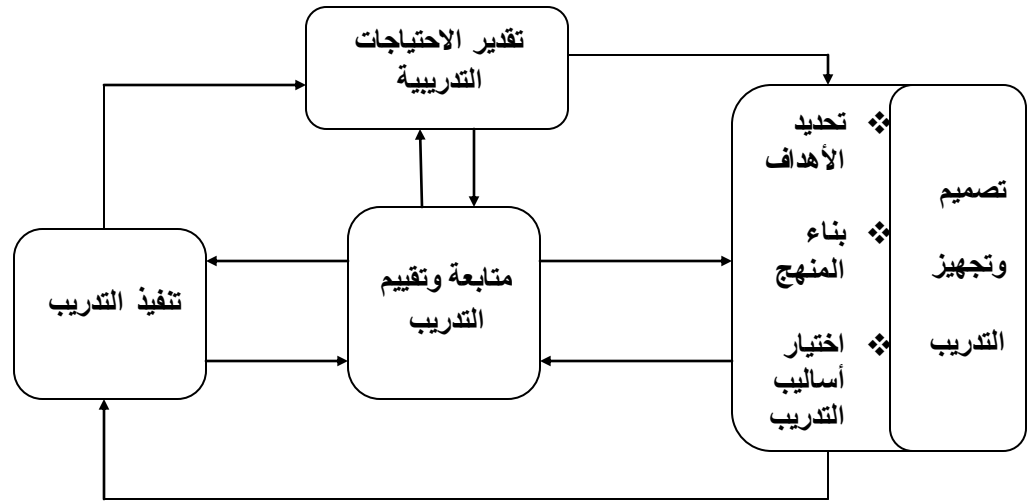 تقدير الاحتياجات
التدريبية
تصميم
وتجهيز
التدريب
❖ تحديد
الأهداف
❖ بناء
المنهج
❖ اختيار
أساليب
التدريب
متابعة وتقييم
التدريب
تنفيذ التدريب